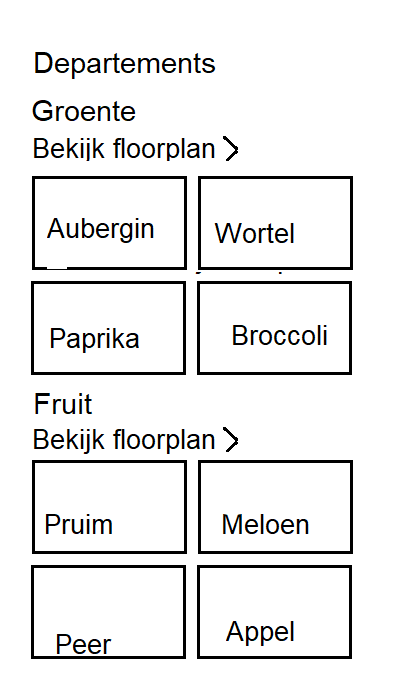 Departements
Groente
Bekijk floorplan
Aubergin
Wortel
Paprika
Broccoli
Fruit
Bekijk floorplan
Pruim
Meloen
Peer
Appel